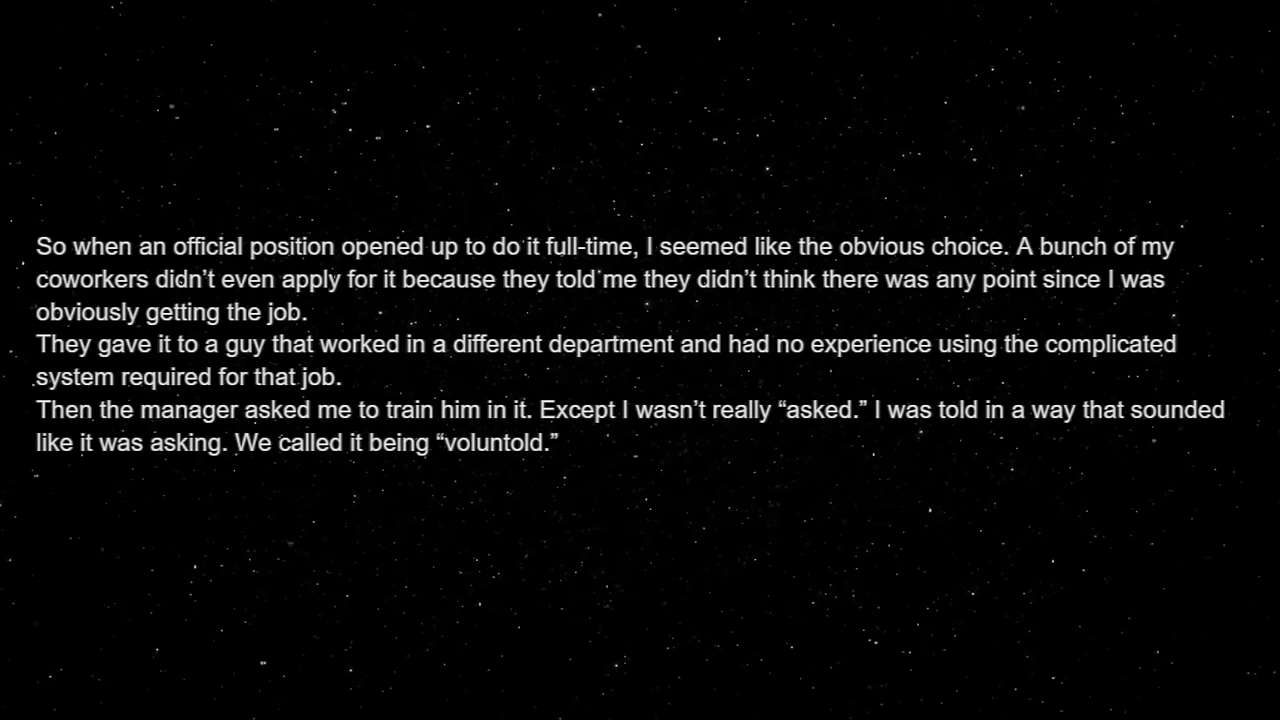 So when an official position opened up to do it full-time, I seemed like the obvious choice. A bunch of my
coworkers didn’t even apply for it because they told me they didn’t think there was any point since I was
obviously getting the job.
They gave it to a guy that worked in a different department and had no experience using the complicated
system required for that job.
Then the manager asked me to train him in it. Except I wasn’t really “asked.” I was told in a way that sounded
like it was asking. We called it being “voluntold.”